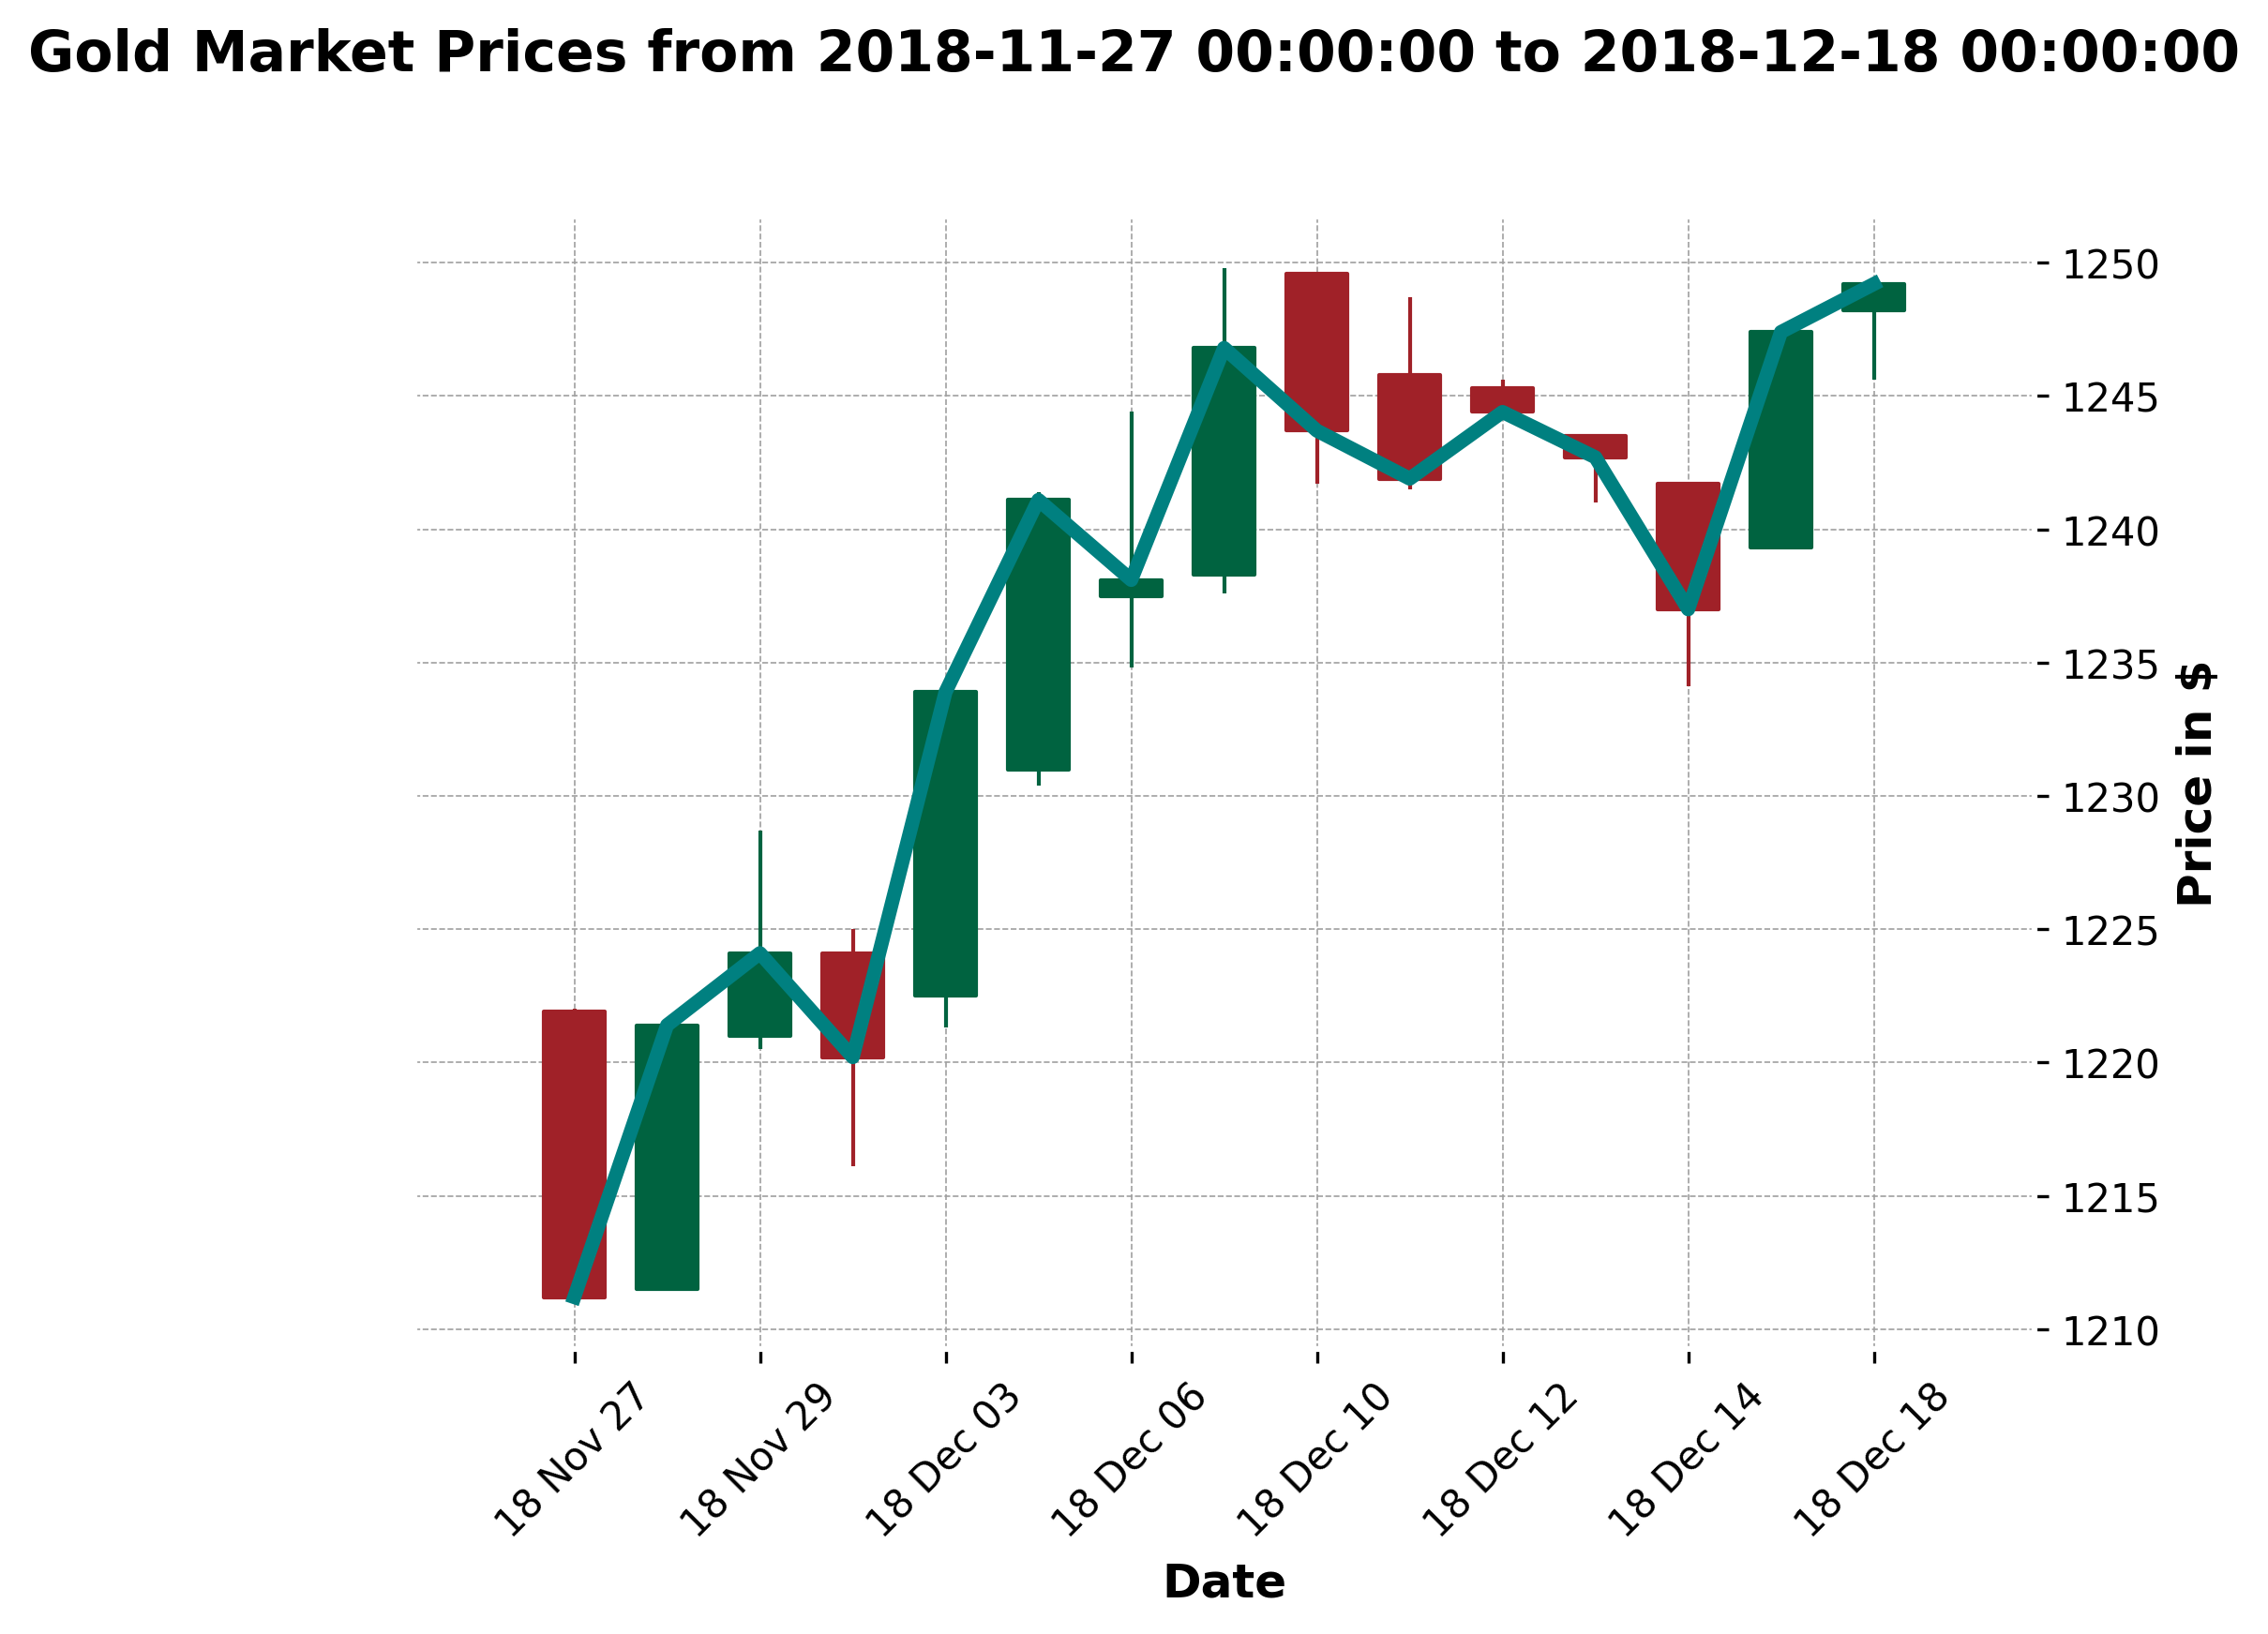 Gold Market Prices from 2018-11-27 00:00:00 to 2018-12-18 00:00:00
1250
1245
1240
1235
1230
1225
1220
1215
1210
Price in $
18 Nov 27
18 Nov 29
18 Dec 03
18 Dec 06
18 Dec 10
18 Dec 12
18 Dec 14
18 Dec 18
Date